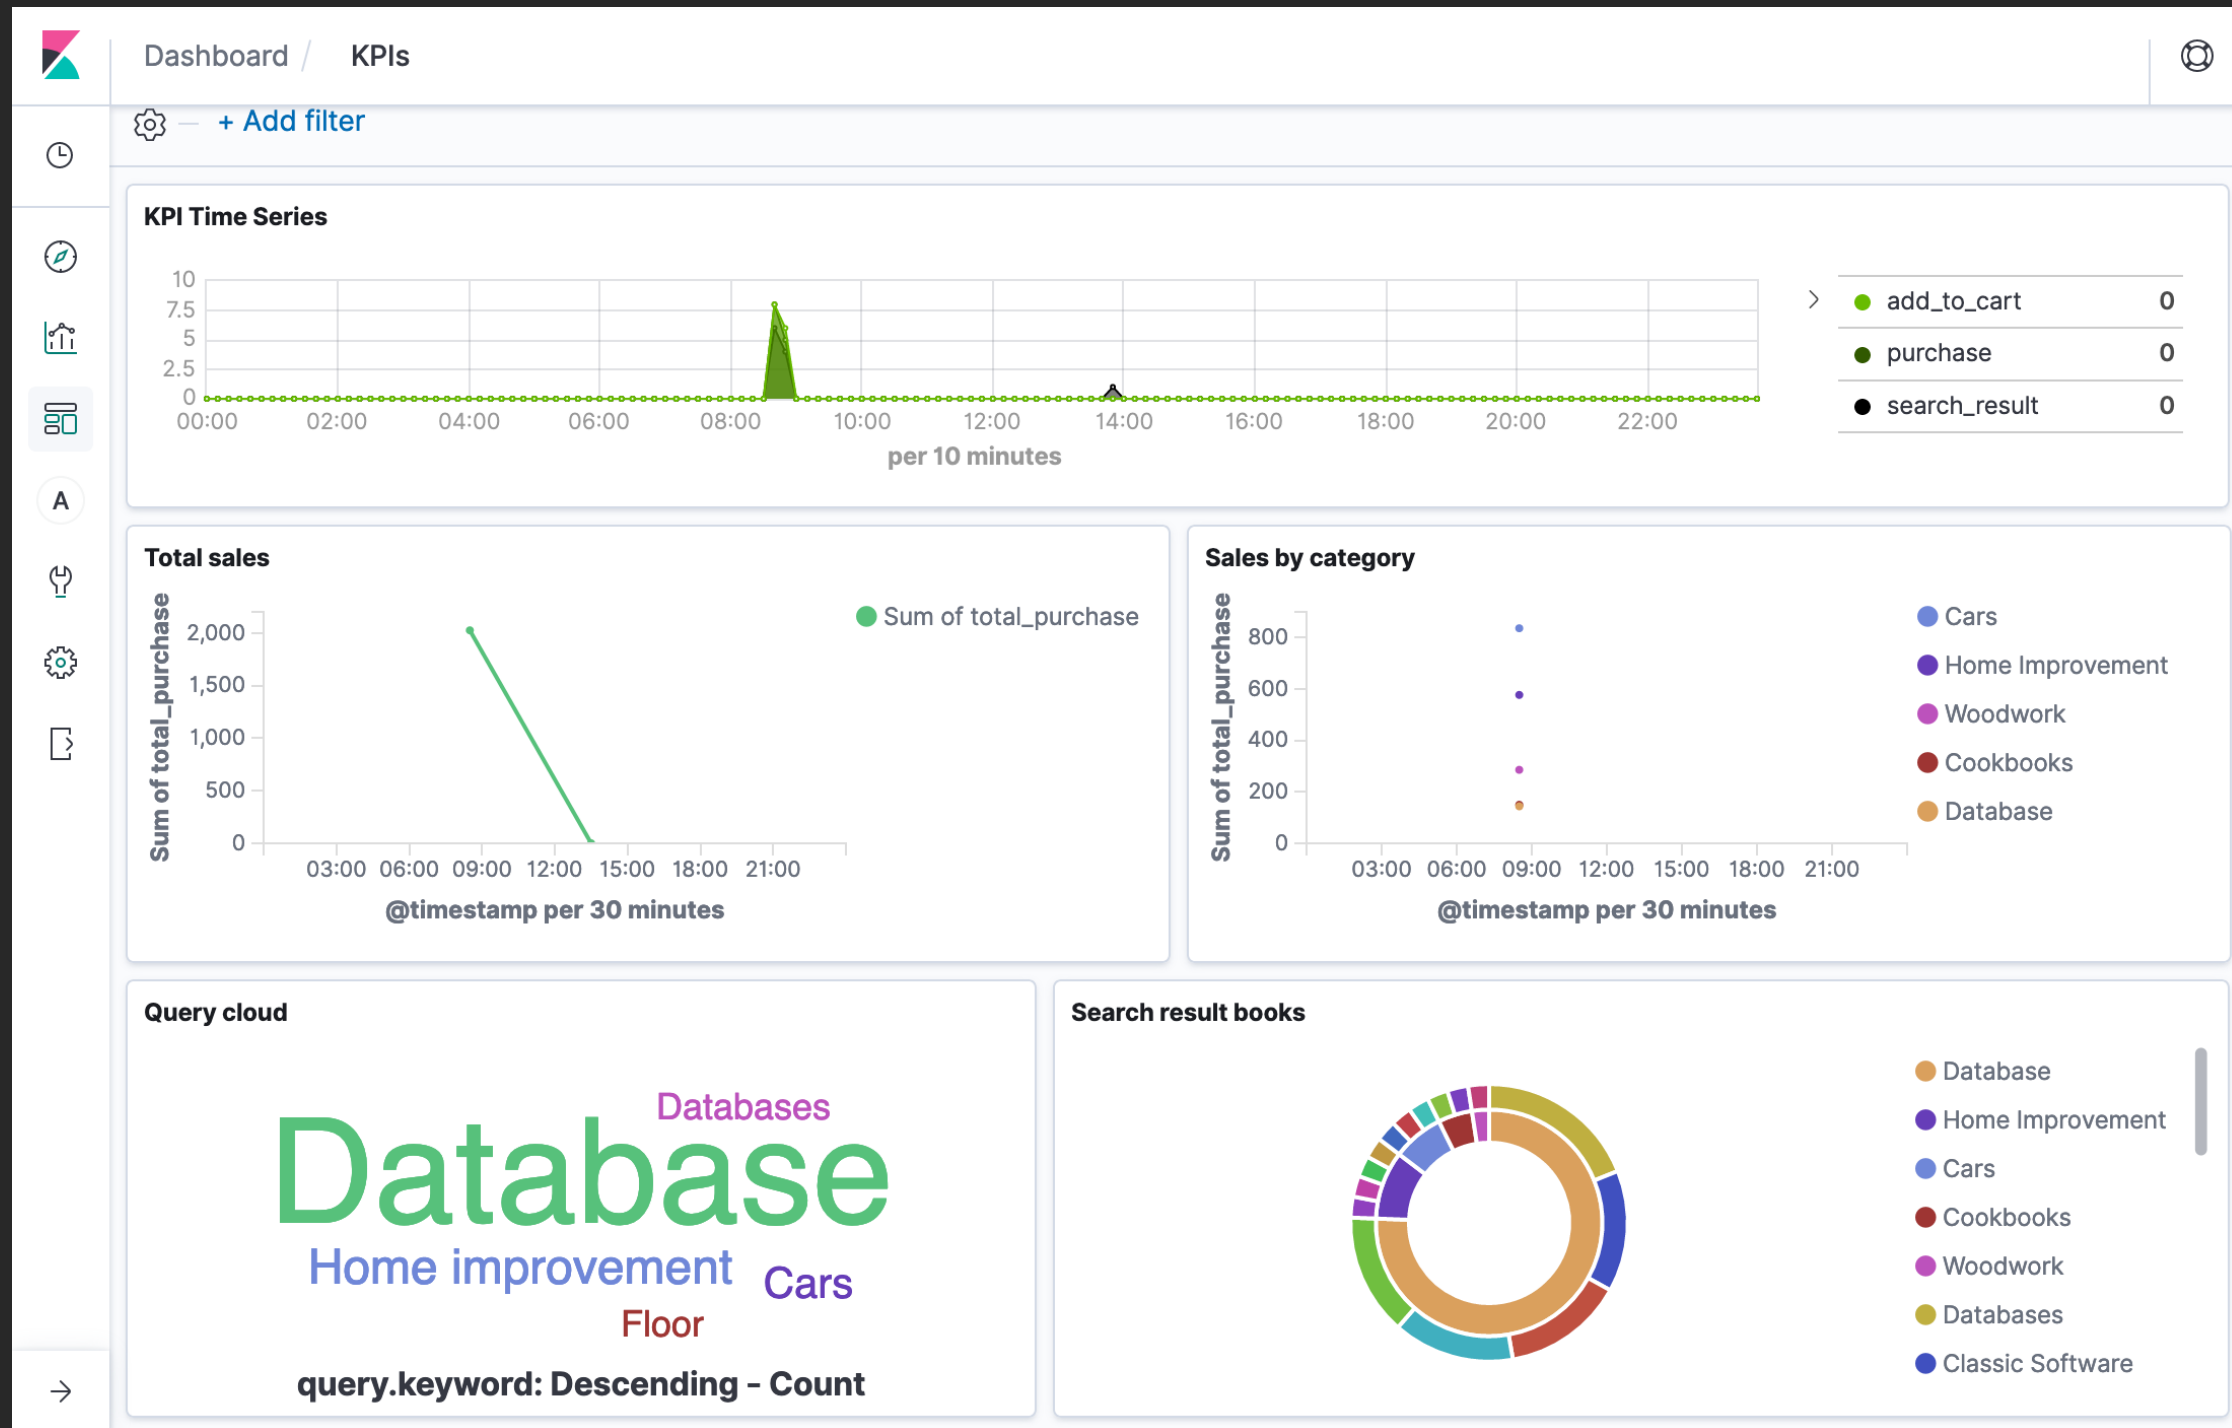 Dashboard / KPIs
+ Add filter
KPI Time Series
10
7.5
5
2.5
0
00:00 02:00 04:00 06:00 08:00 10:00 12:00 14:00 16:00 18:00 20:00 22:00
per 10 minutes
add_to_cart 0
purchase 0
search_result 0
A
Total sales
Sum of total_purchase
2,000
1,500
1,000
500
0
03:00 06:00 09:00 12:00 15:00 18:00 21:00
@timestamp per 30 minutes
Sum of total_purchase
Sales by category
Sum of total_purchase
800
600
400
200
0
03:00 06:00 09:00 12:00 15:00 18:00 21:00
@timestamp per 30 minutes
Cars
Home Improvement
Woodwork
Cookbooks
Database
Query cloud
Databases
Database
Home improvement
Cars
Floor
query.keyword: Descending - Count
Search result books
Database
Home Improvement
Cars
Cookbooks
Woodwork
Databases
Classic Software